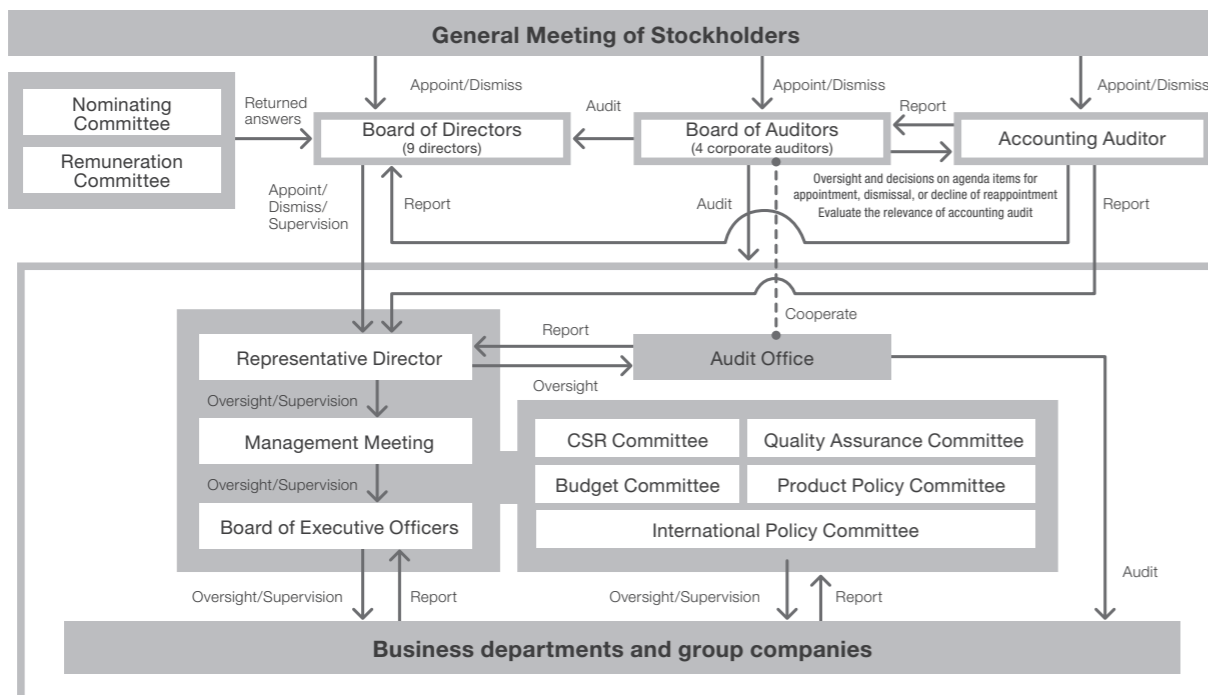 General Meeting of Stockholders
Appoint/Dismiss
Appoint/Dismiss
Appoint/Dismiss
Nominating
Committee
Remuneration
Committee
Returned
answers
Board of Directors
(9 directors)
Audit
Board of Auditors
(4 corporate auditors)
Report
Accounting Auditor
Oversight and decisions on agenda items for
appointment, dismissal, or decline of reappointment
Evaluate the relevance of accounting audit
Appoint/
Dismiss/
Supervision
Report
Audit
Report
Cooperate
Representative Director
Report
Oversight
Audit Office
Oversight/Supervision
Management Meeting
Oversight/Supervision
Board of Executive Officers
CSR Committee
Quality Assurance Committee
Budget Committee
Product Policy Committee
International Policy Committee
Oversight/Supervision
Report
Oversight/Supervision
Report
Audit
Business departments and group companies